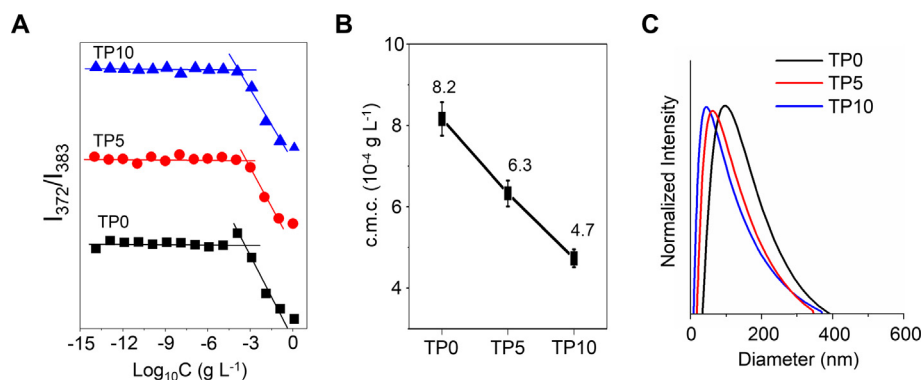 A
TP10
TP5
TP0
I372/I383
-15 -12 -9 -6 -3 0
Log10C (g L-1)
B
10
8
6
4
8.2
6.3
4.7
c.m.c. (10-4 g L-1)
TP0 TP5 TP10
C
TP0
TP5
TP10
Normalized Intensity
0 200 400 600
Diameter (nm)